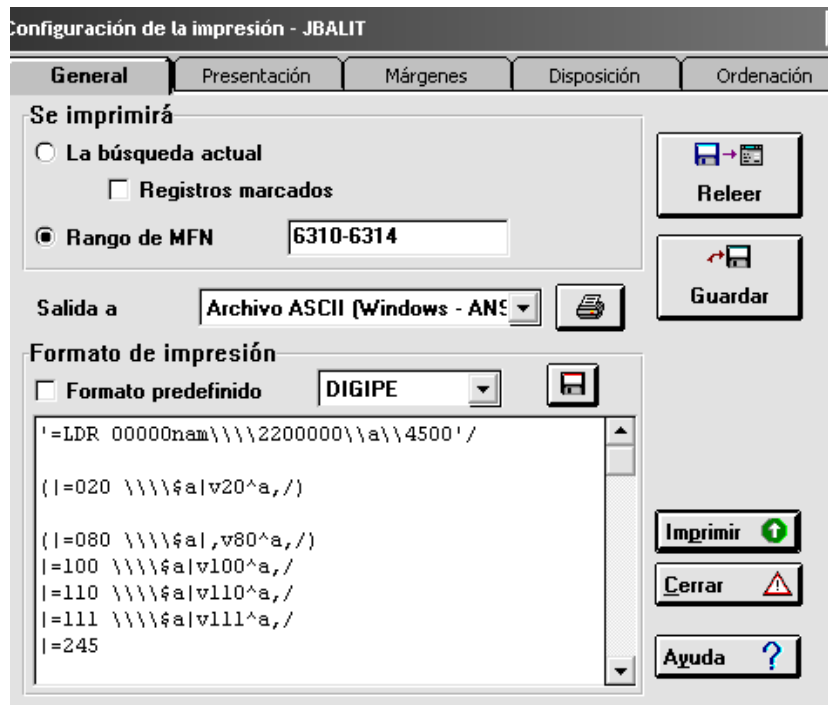 Configuración de la impresión - JBALIT
General Presentación Márgenes Disposición Ordenación
Se imprimirá
La búsqueda actual
Registros marcados
Rango de MFN 6310-6314
Releer
Guardar
Salida a Archivo ASCII (Windows - ANS
Formato de impresión
Formato predefinido DIGIPE
'=LDR 00000nam\\\\2200000\\a\\4500'/
(|=020 \\\\$a|v20^a,/)
(|=080 \\\\$a|,v80^a,/)
|=100 \\\\$a|v100^a,/
|=110 \\\\$a|v110^a,/
|=111 \\\\$a|v111^a,/
|=245
Imprimir
Cerrar
Ayuda ?